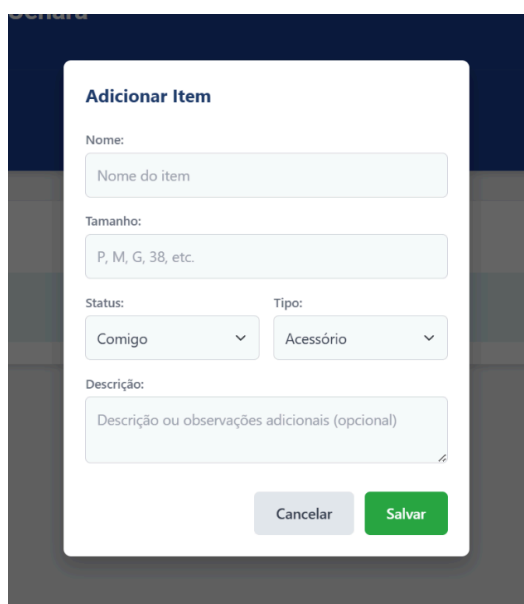 Adicionar Item
Nome:
Nome do item
Tamanho:
P, M, G, 38, etc.
Status: Tipo:
Comigo Acessório
Descrição:
Descrição ou observações adicionais (opcional)
Cancelar Salvar